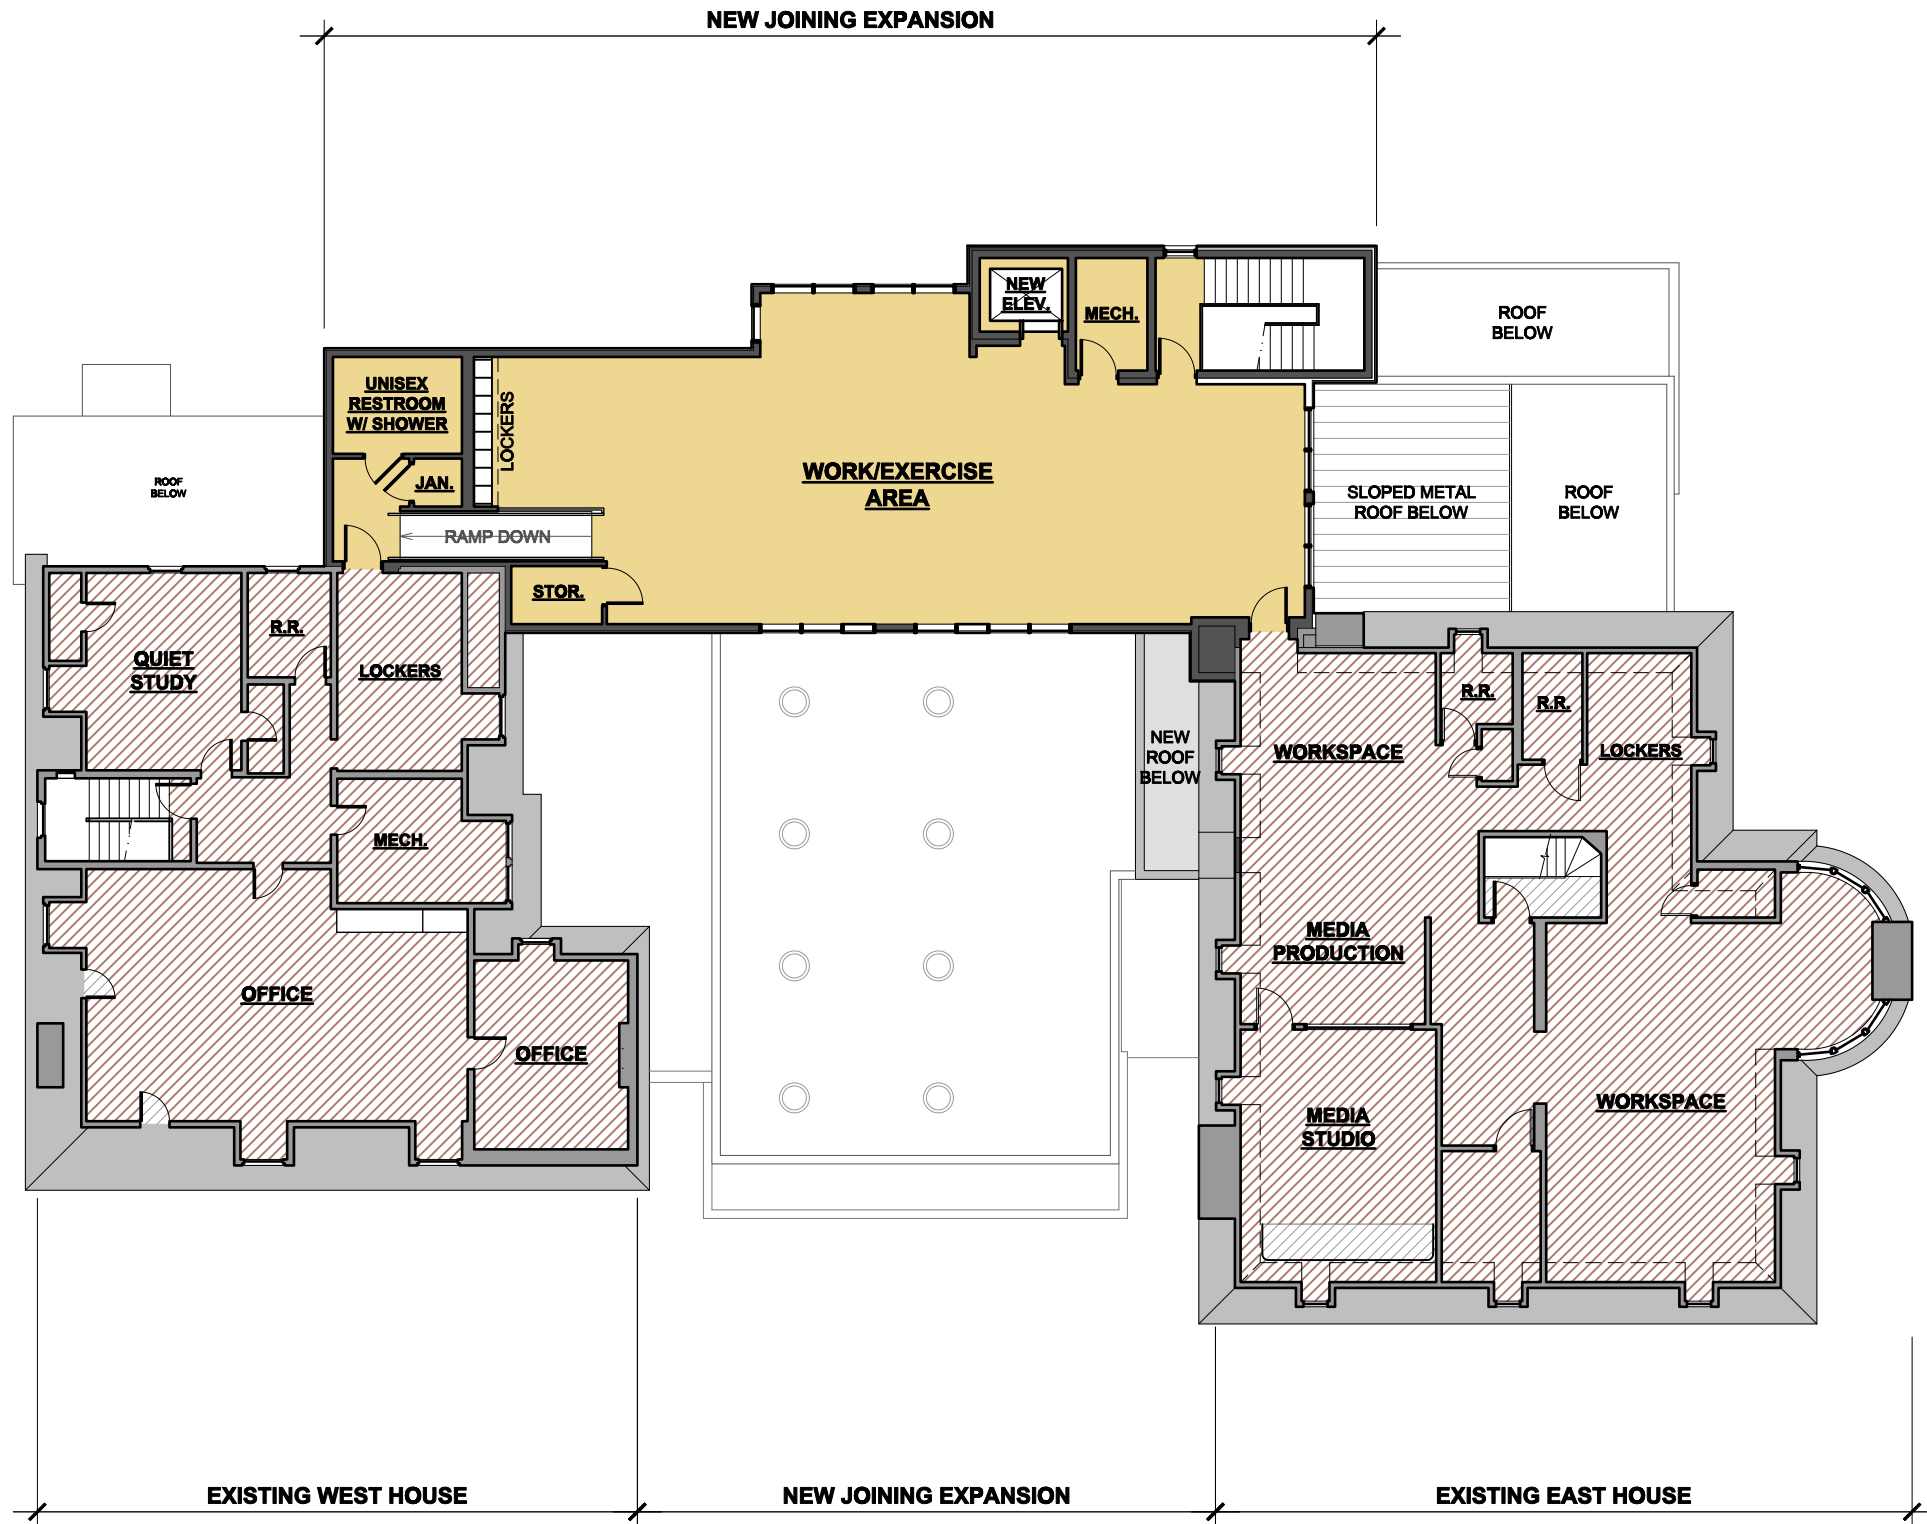 NEW JOINING EXPANSION
NEW
ELEV.
MECH.
ROOF
BELOW
UNISEX
RESTROOM
W/ SHOWER
LOCKERS
JAN.
WORK/EXERCISE
AREA
ROOF
BELOW
SLOPED METAL
ROOF BELOW
ROOF
BELOW
RAMP DOWN
STOR.
R.R.
QUIET
STUDY
LOCKERS
R.R.
R.R.
NEW
ROOF
BELOW
WORKSPACE
LOCKERS
MECH.
MEDIA
PRODUCTION
OFFICE
OFFICE
MEDIA
STUDIO
WORKSPACE
EXISTING WEST HOUSE
NEW JOINING EXPANSION
EXISTING EAST HOUSE